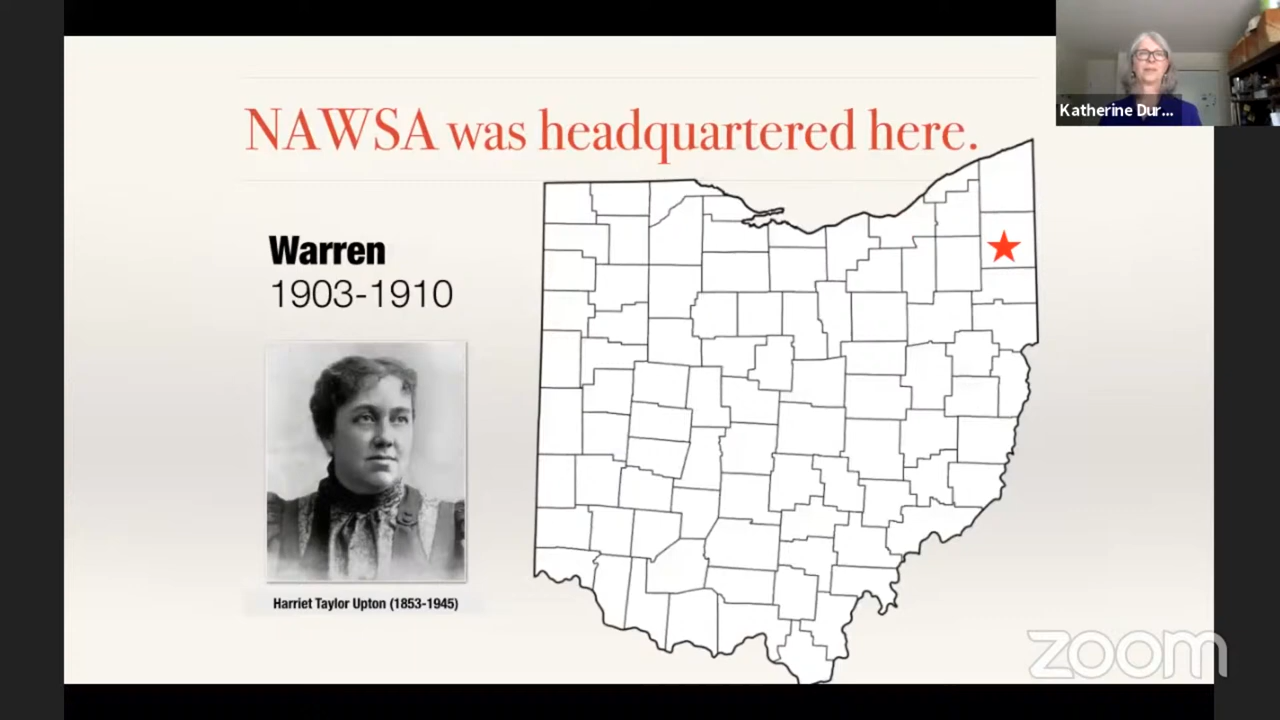 Katherine Dur...
NAWSA was headquartered here.
Warren
1903-1910
Harriet Taylor Upton (1853-1945)
zoom